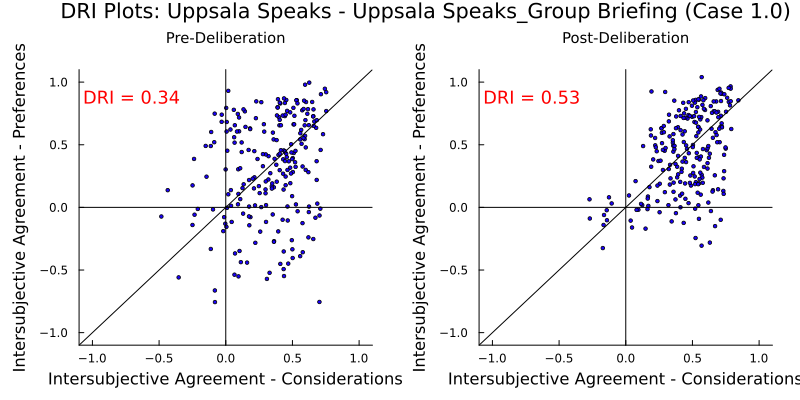 DRI Plots: Uppsala Speaks - Uppsala Speaks_Group Briefing (Case 1.0)
Pre-Deliberation
Intersubjective Agreement - Preferences
1.0
0.5
0.0
−0.5
−1.0
DRI = 0.34
−1.0 −0.5 0.0 0.5 1.0
Intersubjective Agreement - Considerations
Post-Deliberation
Intersubjective Agreement - Preferences
1.0
0.5
0.0
−0.5
−1.0
DRI = 0.53
−1.0 −0.5 0.0 0.5 1.0
Intersubjective Agreement - Considerations